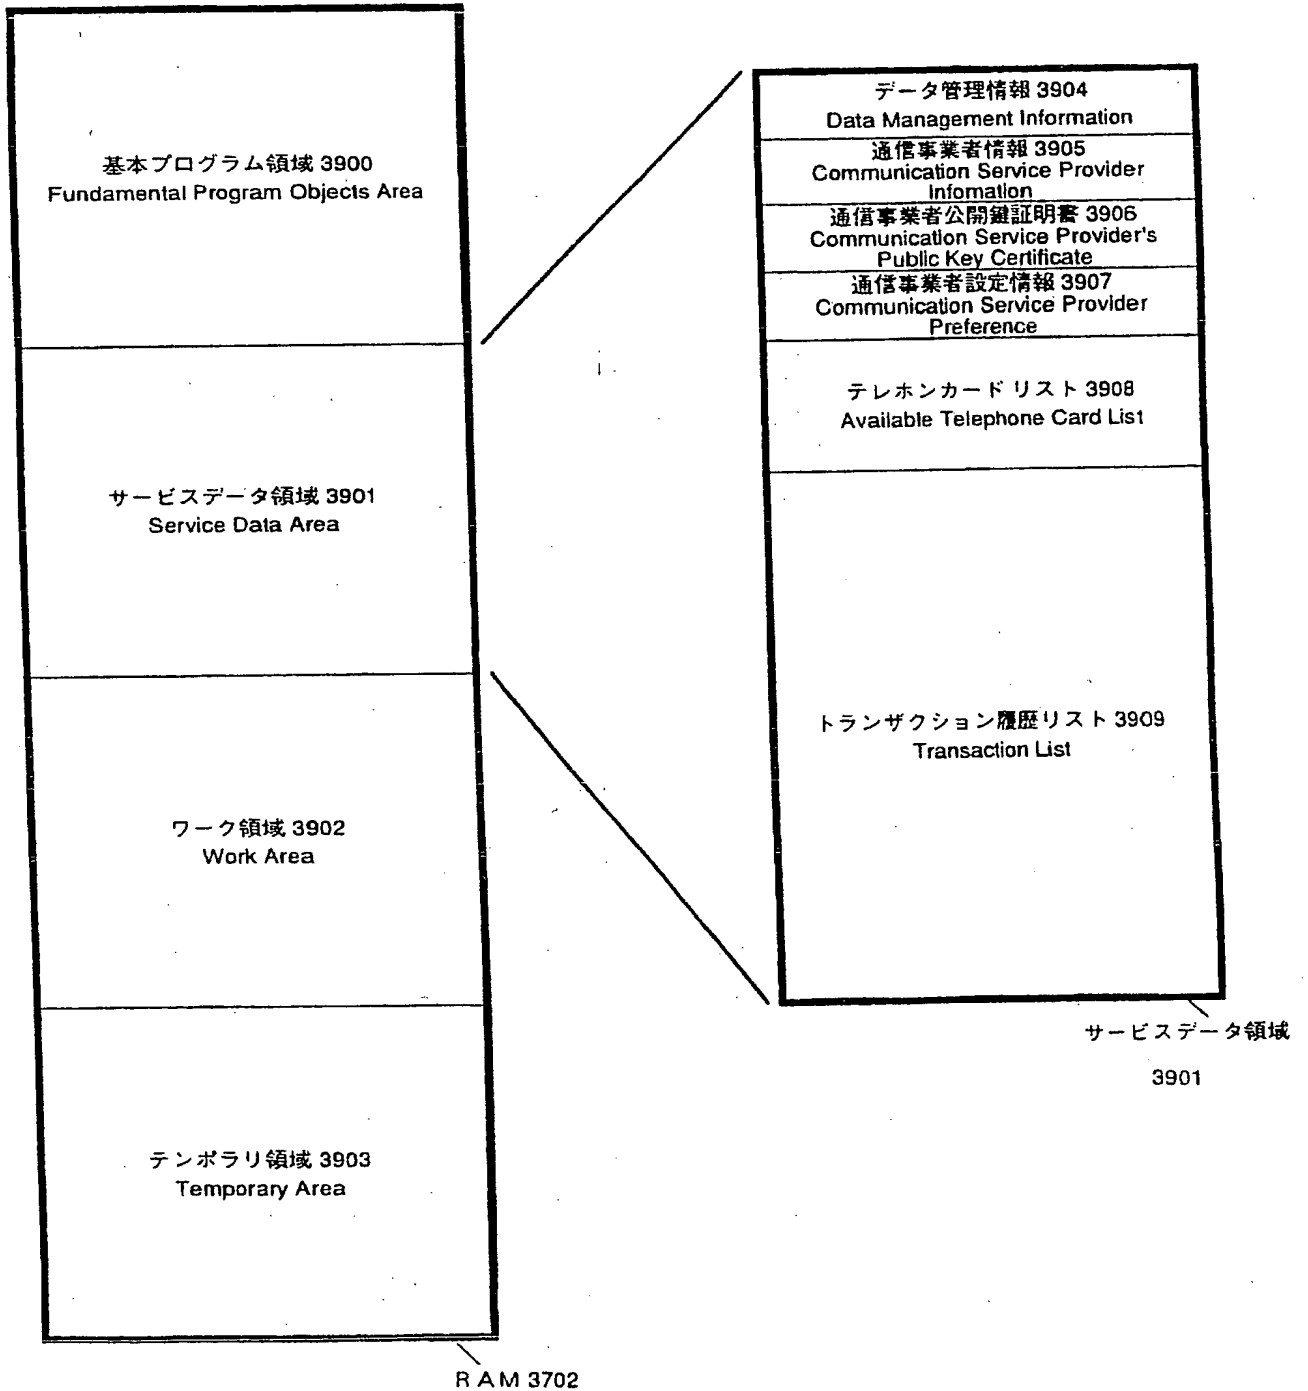 基本プログラム領域 3900
Fundamental Program Objects Area
サービスデータ領域 3901
Service Data Area
ワーク領域 3902
Work Area
テンポラリ領域 3903
Temporary Area
RAM 3702
データ管理情報 3904
Data Management Information
通信事業者情報 3905
Communication Service Provider
Infomation
通信事業者公開鍵証明書 3906
Communication Service Provider's
Public Key Certificate
通信事業者設定情報 3907
Communication Service Provider
Preference
テレホンカード リスト 3908
Available Telephone Card List
トランザクション履歴リスト 3909
Transaction List
サービスデータ領域
3901